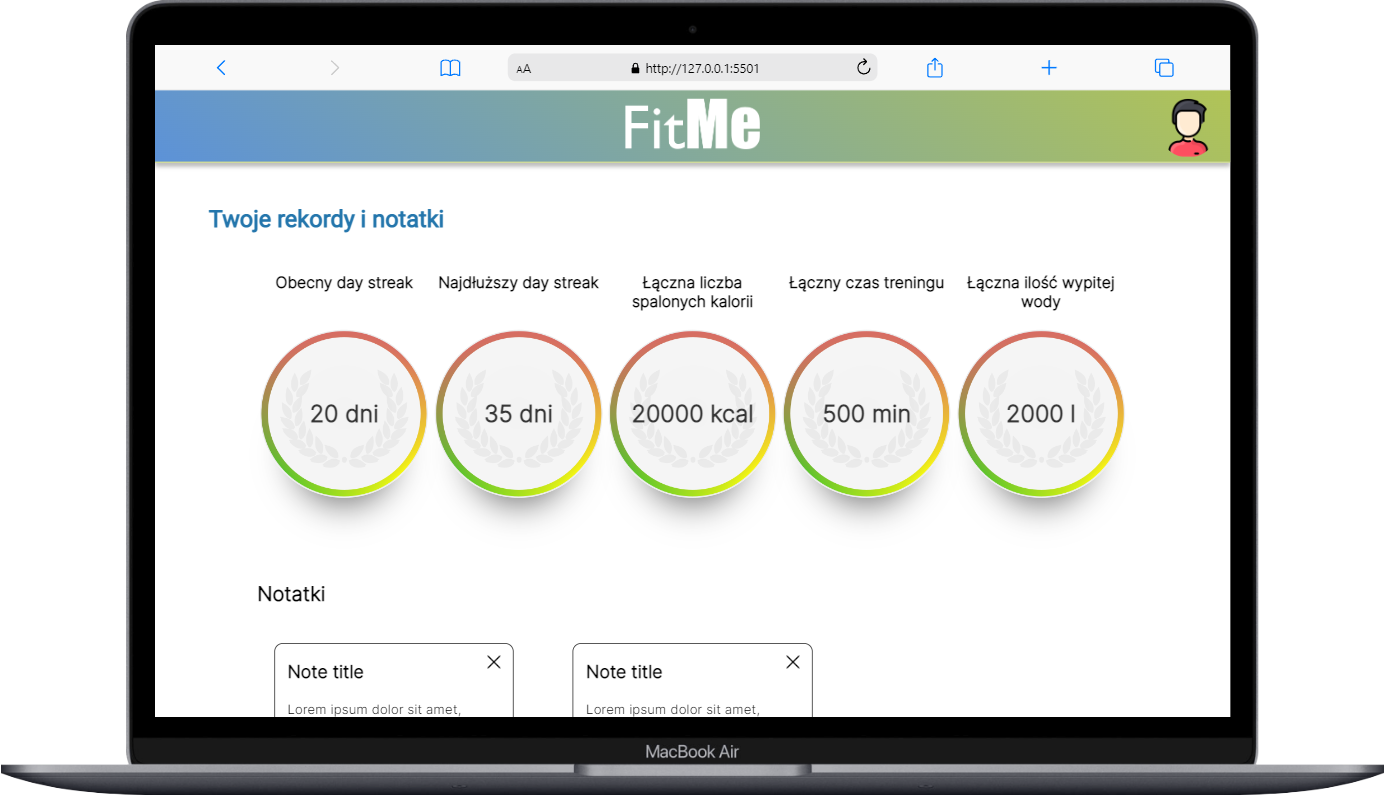 AA
http://127.0.0.1:5501
FitMe
Twoje rekordy i notatki
Obecny day streak
Najdłuższy day streak
Łączna liczba
spalonych kalorii
Łączny czas treningu
Łączna ilość wypitej
wody
20 dni
35 dni
20000 kcal
500 min
2000 l
Notatki
Note title
Lorem ipsum dolor sit amet,
Note title
Lorem ipsum dolor sit amet,
MacBook Air